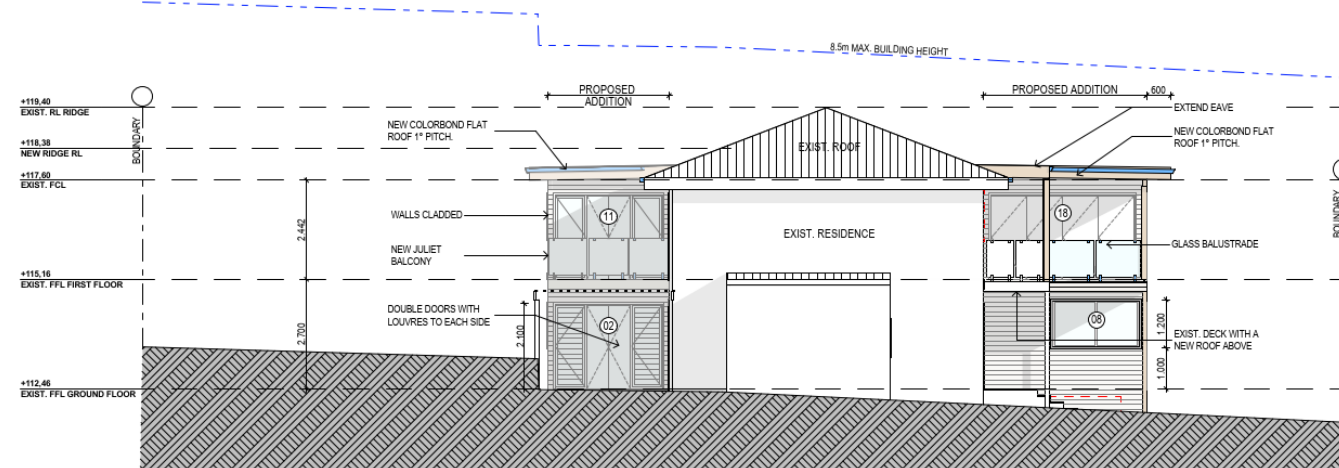 8.5m MAX. BUILDING HEIGHT
+119,40
EXIST. RL RIDGE
PROPOSED
ADDITION
PROPOSED ADDITION
600
EXTEND EAVE
BOUNDARY
NEW COLORBOND FLAT
ROOF 1° PITCH.
NEW COLORBOND FLAT
ROOF 1° PITCH.
+118,38
NEW RIDGE RL
EXIST. ROOF
+117,60
EXIST. FCL
BOUNDARY
WALLS CLADDED
11
18
2.442
EXIST. RESIDENCE
NEW JULIET
BALCONY
GLASS BALUSTRADE
+115,16
EXIST. FFL FIRST FLOOR
DOUBLE DOORS WITH
LOUVRES TO EACH SIDE
02
08
2.700
2.100
1.200
EXIST. DECK WITH A
NEW ROOF ABOVE
1.000
+112,46
EXIST. FFL GROUND FLOOR